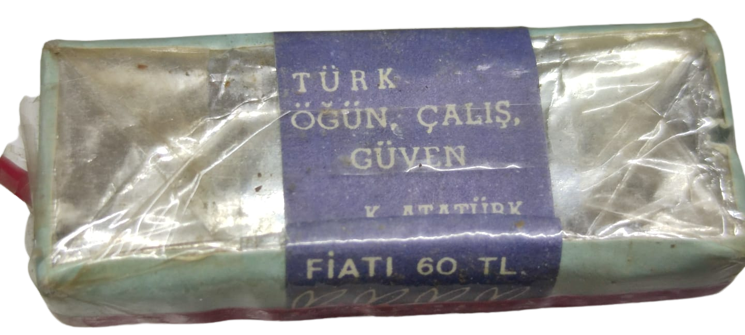 TÜRK
ÖĞÜN, ÇALIŞ,
GÜVEN
K. ATATÜRK
FİATI 60 TL.